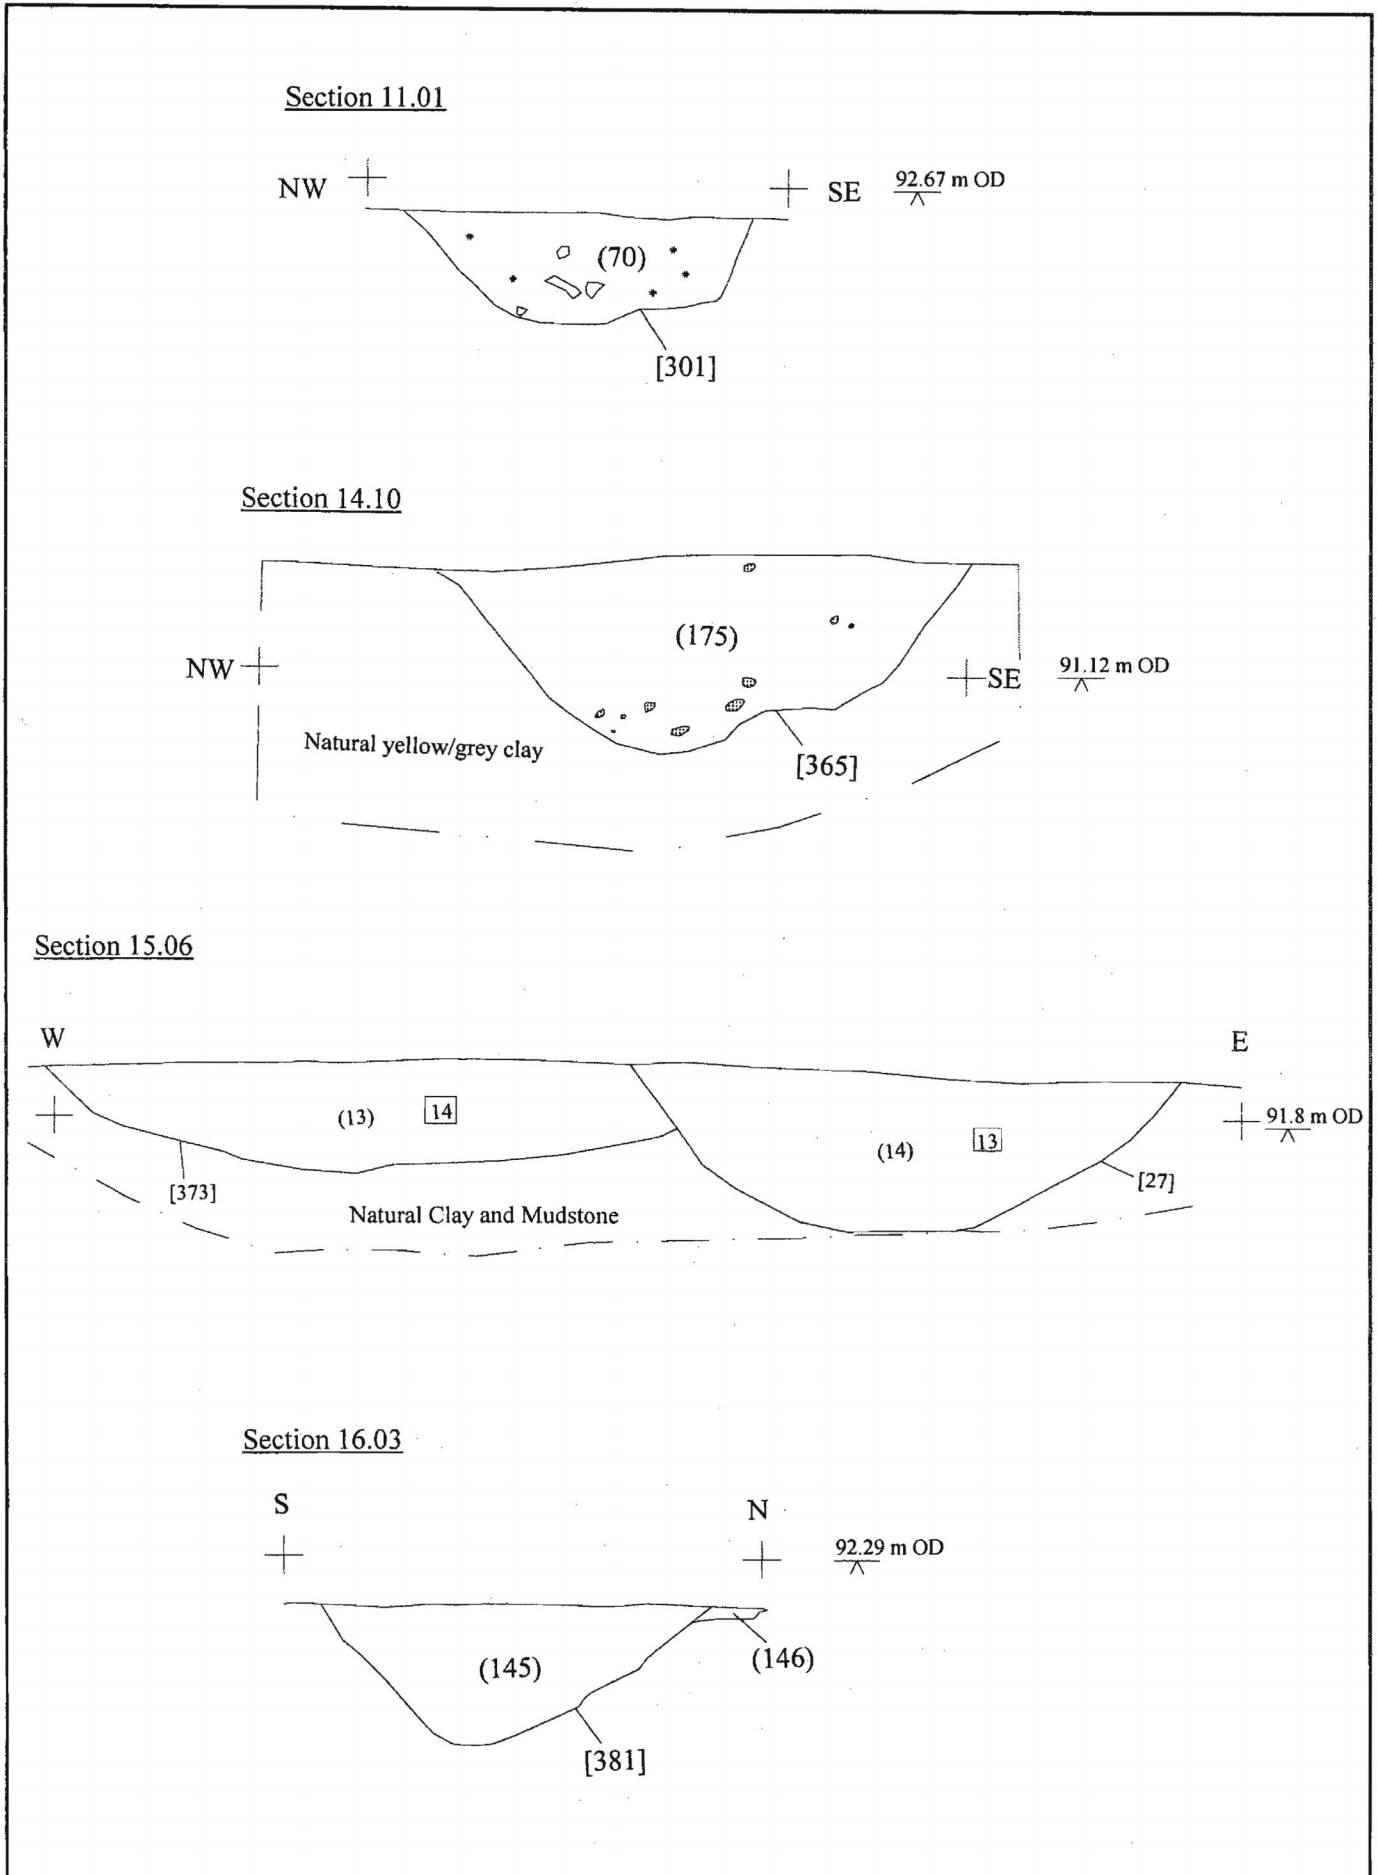 Section 11.01
NW
SE
92.67 m OD
(70)
[301]
Section 14.10
(175)
NW
SE
91.12 m OD
Natural yellow/grey clay
[365]
Section 15.06
W
E
(13)
14
91.8 m OD
(14)
13
[373]
[27]
Natural Clay and Mudstone
Section 16.03
S
N
92.29 m OD
(145)
(146)
[381]